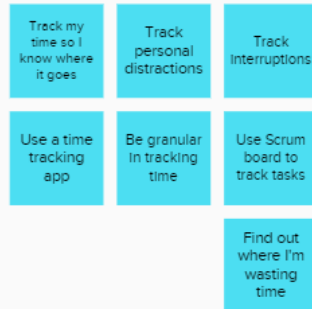 Track my
time so I
know where
it goes
Track
personal
distractions
Track
Interruptions
Use a time
tracking
app
Be granular
in tracking
time
Use Scrum
board to
track tasks
Find out
where I'm
wasting
time